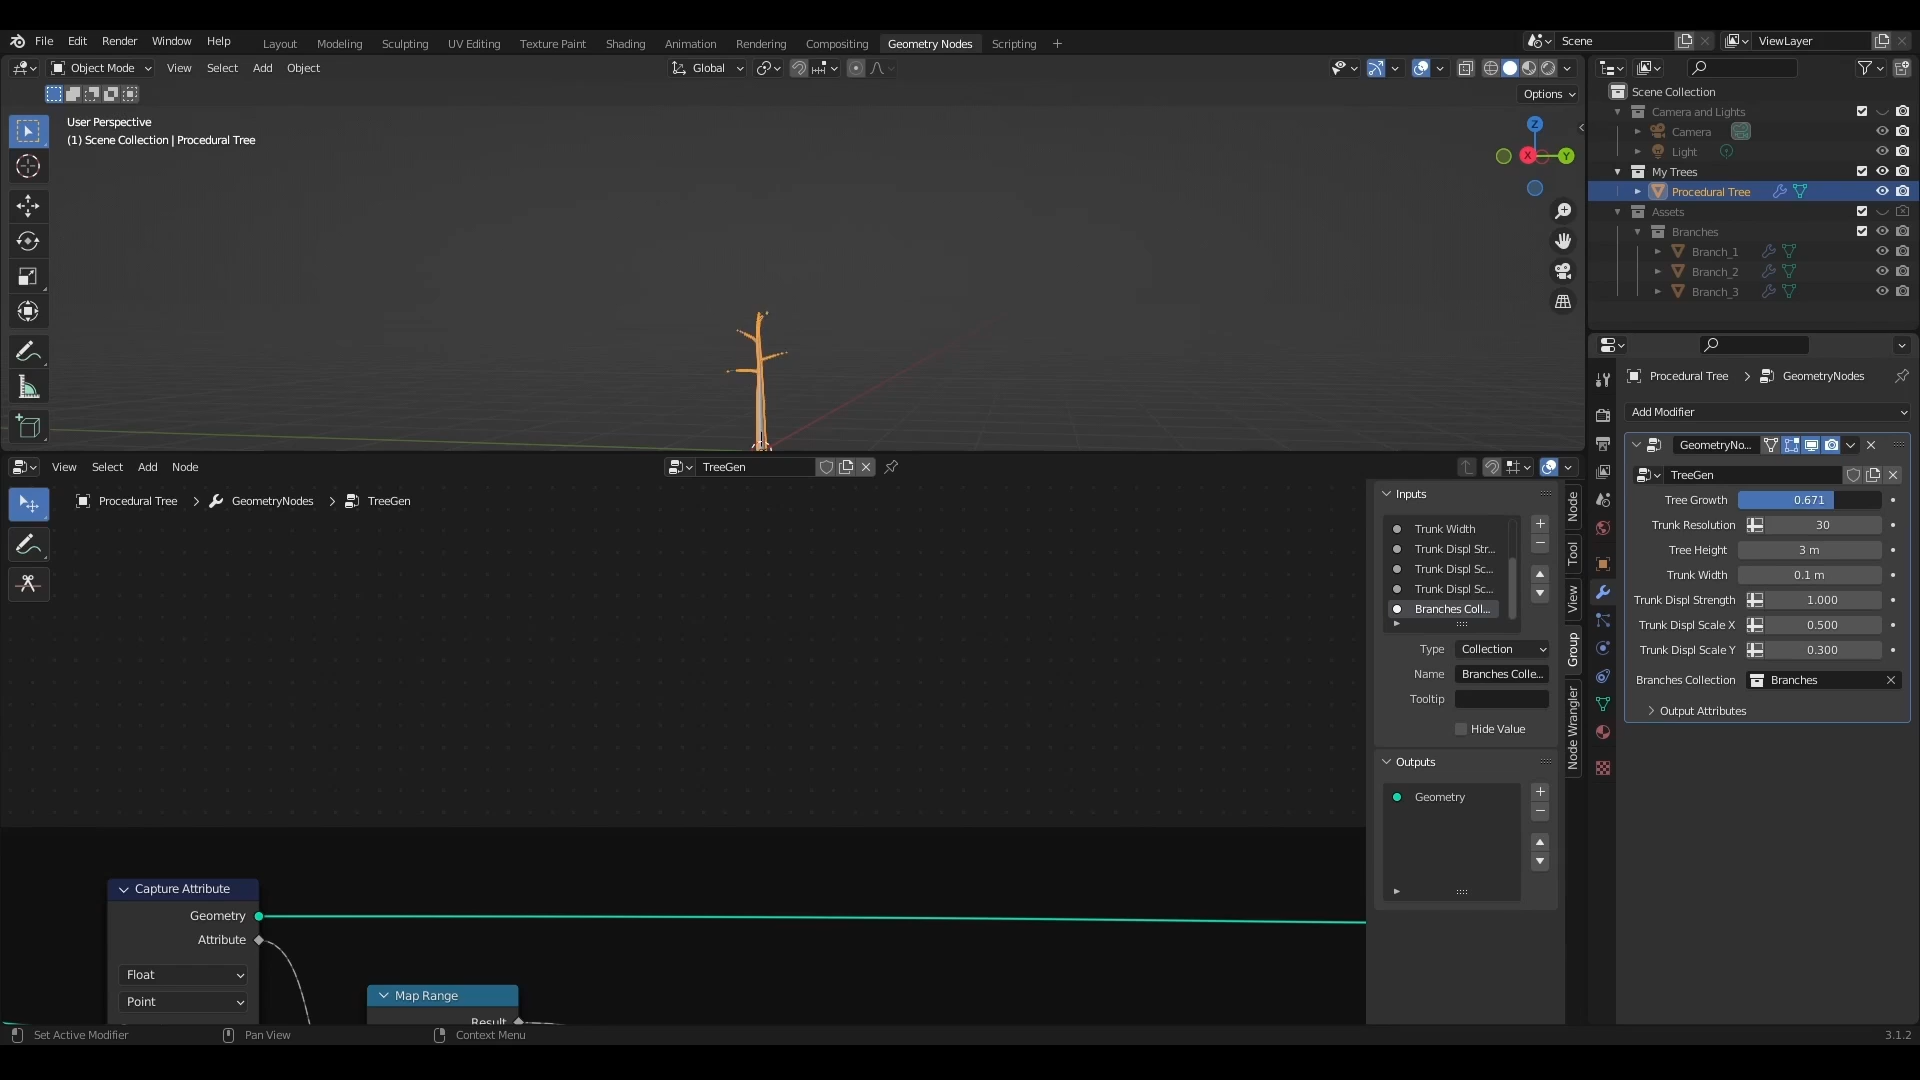 File Edit Render Window Help
Layout Modeling Sculpting UV Editing Texture Paint Shading Animation Rendering Compositing Geometry Nodes Scripting +
Scene
ViewLayer
Object Mode View Select Add Object
Global
Options
User Perspective
(1) Scene Collection | Procedural Tree
Z
X
Y
Scene Collection
Camera and Lights
Camera
Light
My Trees
Procedural Tree
Assets
Branches
Branch_1
Branch_2
Branch_3
Procedural Tree > GeometryNodes
Add Modifier
GeometryNo...
TreeGen
Tree Growth 0.671
Trunk Resolution 30
Tree Height 3 m
Trunk Width 0.1 m
Trunk Displ Strength 1.000
Trunk Displ Scale X 0.500
Trunk Displ Scale Y 0.300
Branches Collection Branches
Output Attributes
View Select Add Node
TreeGen
Procedural Tree > GeometryNodes > TreeGen
Inputs
Trunk Width
Trunk Displ Str...
Trunk Displ Sc...
Trunk Displ Sc...
Branches Coll...
Type Collection
Name Branches Colle...
Tooltip
Hide Value
Outputs
Geometry
Node
Tool
View
Group
Node Wrangler
Capture Attribute
Geometry
Attribute
Float
Point
Map Range
Result
Set Active Modifier
Pan View
Context Menu
3.1.2